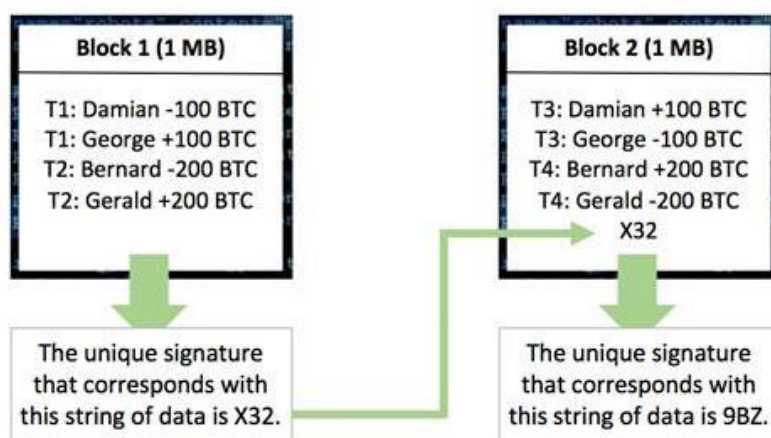 Block 1 (1 MB)
T1: Damian -100 BTC
T1: George +100 BTC
T2: Bernard -200 BTC
T2: Gerald +200 BTC
The unique signature
that corresponds with
this string of data is X32.
Block 2 (1 MB)
T3: Damian +100 BTC
T3: George -100 BTC
T4: Bernard +200 BTC
T4: Gerald -200 BTC
X32
The unique signature
that corresponds with
this string of data is 9BZ.